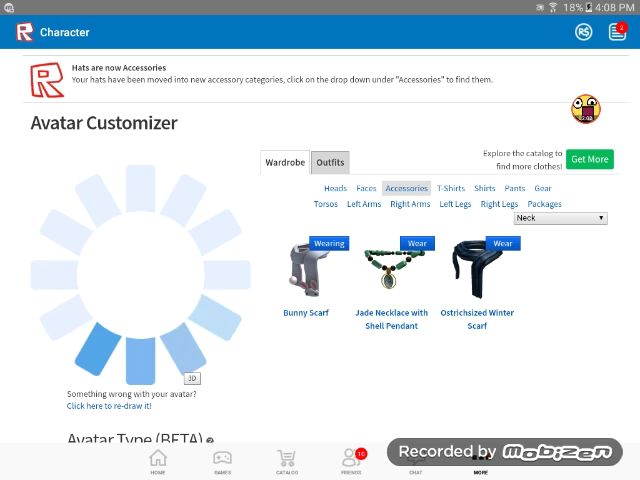 18% 4:08 PM
R Character
R$
2
Hats are now Accessories
Your hats have been moved into new accessory categories, click on the drop down under "Accessories" to find them.
02:02
Avatar Customizer
Wardrobe Outfits
Explore the catalog to
find more clothes!
Get More
Heads Faces Accessories T-Shirts Shirts Pants Gear
Torsos Left Arms Right Arms Left Legs Right Legs Packages
Neck
Wearing Wear Wear
Bunny Scarf
Jade Necklace with
Shell Pendant
Ostrichsized Winter
Scarf
3D
Something wrong with your avatar?
Click here to re-draw it!
Avatar Type (BETA)
10
HOME GAMES CATALOG FRIENDS CHAT MORE
Recorded by Mobizen